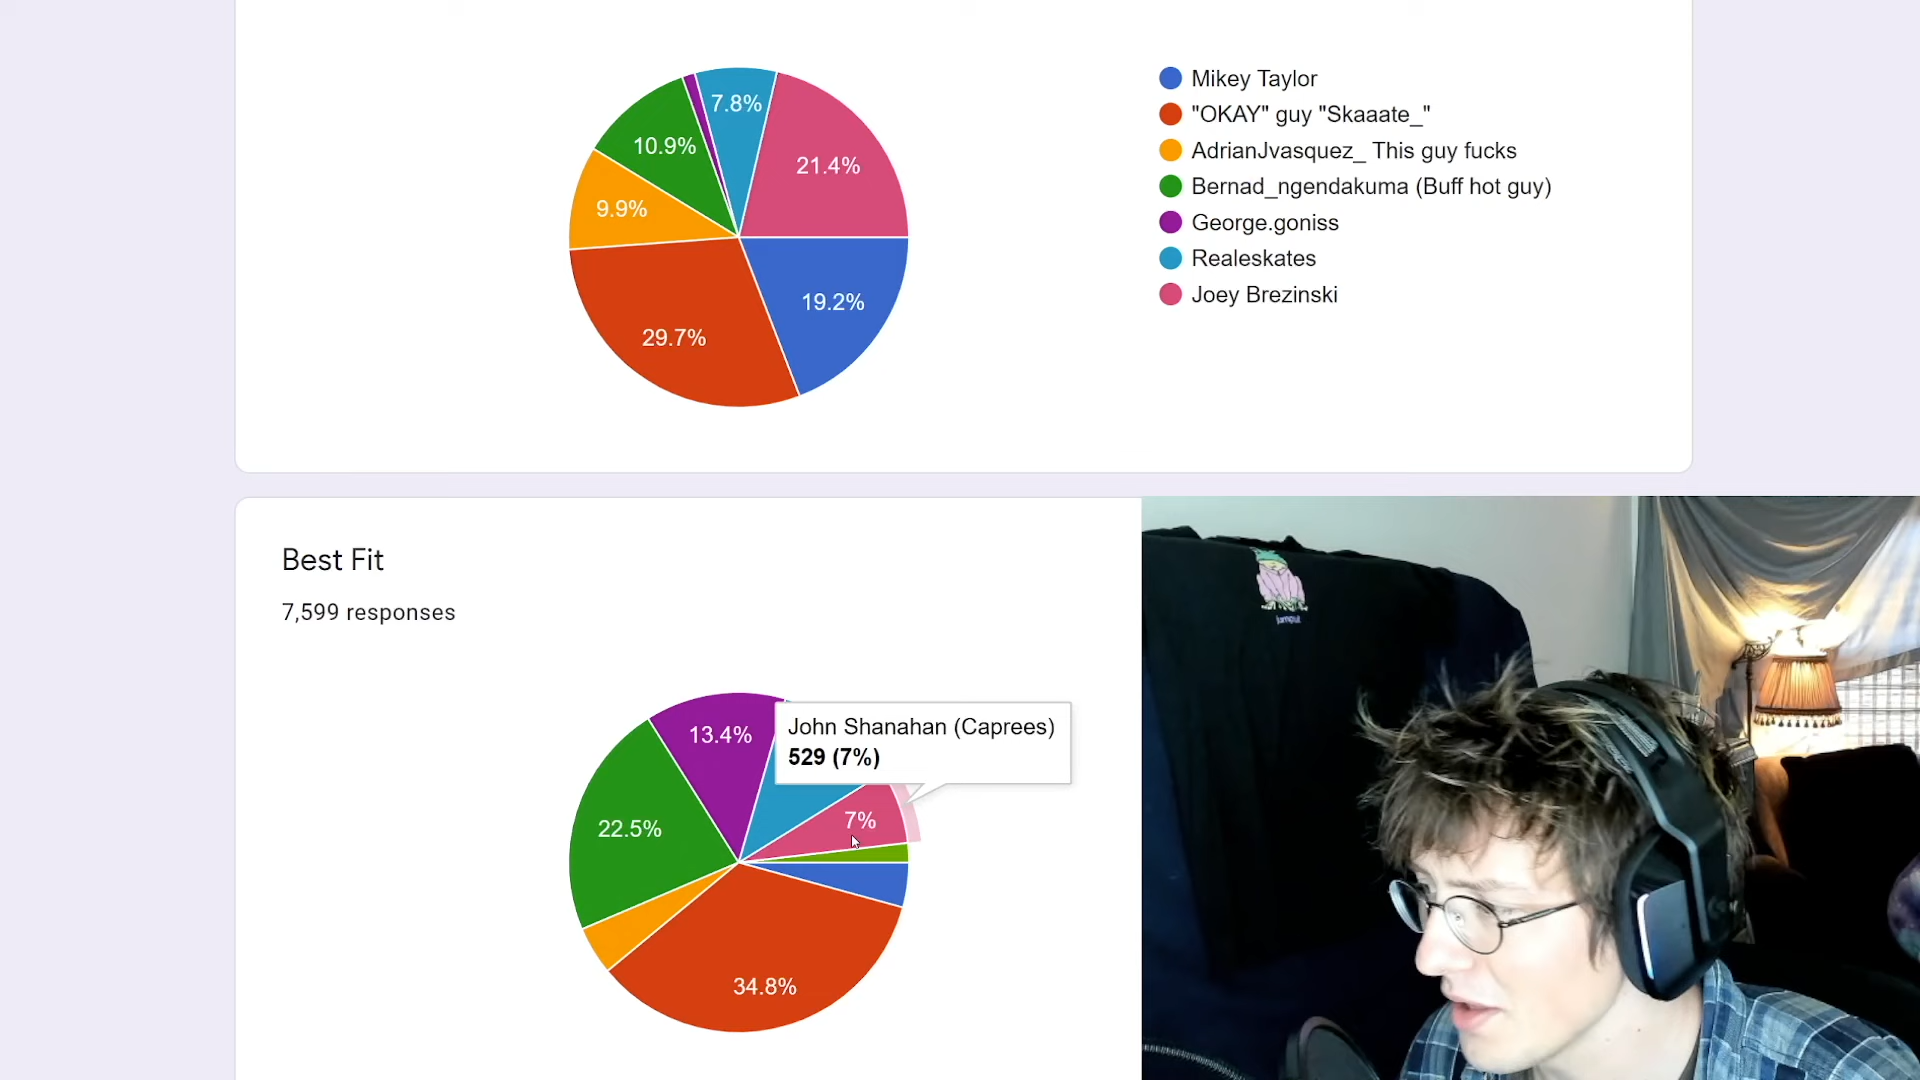 7.8%
21.4%
10.9%
9.9%
19.2%
29.7%
Mikey Taylor
"OKAY" guy "Skaaate_"
AdrianJvasquez_ This guy fucks
Bernad_ngendakuma (Buff hot guy)
George.goniss
Realeskates
Joey Brezinski
Best Fit
7,599 responses
13.4%
John Shanahan (Caprees)
529 (7%)
7%
22.5%
34.8%